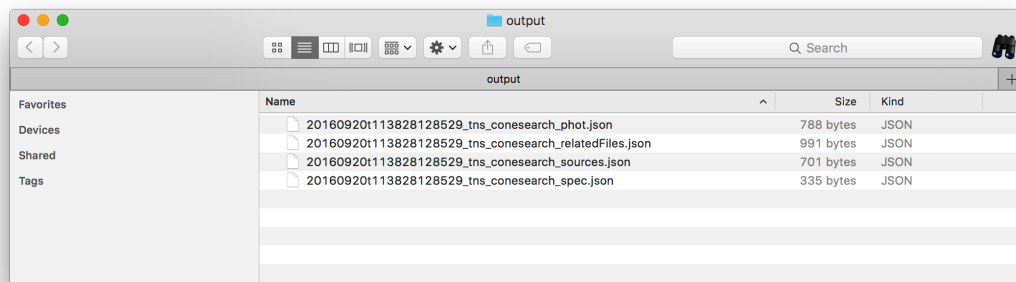 output
Search
output
Favorites
Devices
Shared
Tags
Name Size Kind
20160920t113828128529_tns_conesearch_phot.json 788 bytes JSON
20160920t113828128529_tns_conesearch_relatedFiles.json 991 bytes JSON
20160920t113828128529_tns_conesearch_sources.json 701 bytes JSON
20160920t113828128529_tns_conesearch_spec.json 335 bytes JSON